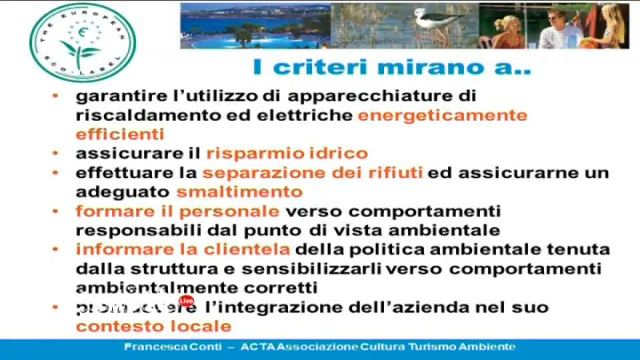 THE EUROPEAN
ECO-LABEL
I criteri mirano a..
• garantire l'utilizzo di apparecchiature di
riscaldamento ed elettriche energeticamente
efficienti
• assicurare il risparmio idrico
• effettuare la separazione dei rifiuti ed assicurarne un
adeguato smaltimento
• formare il personale verso comportamenti
responsabili dal punto di vista ambientale
• informare la clientela della politica ambientale tenuta
dalla struttura e sensibilizzarli verso comportamenti
ambientalmente corretti
• l'integrazione dell'azienda nel suo
Live
contesto locale
Francesca Conti – ACTA Associazione Cultura Turismo Ambiente